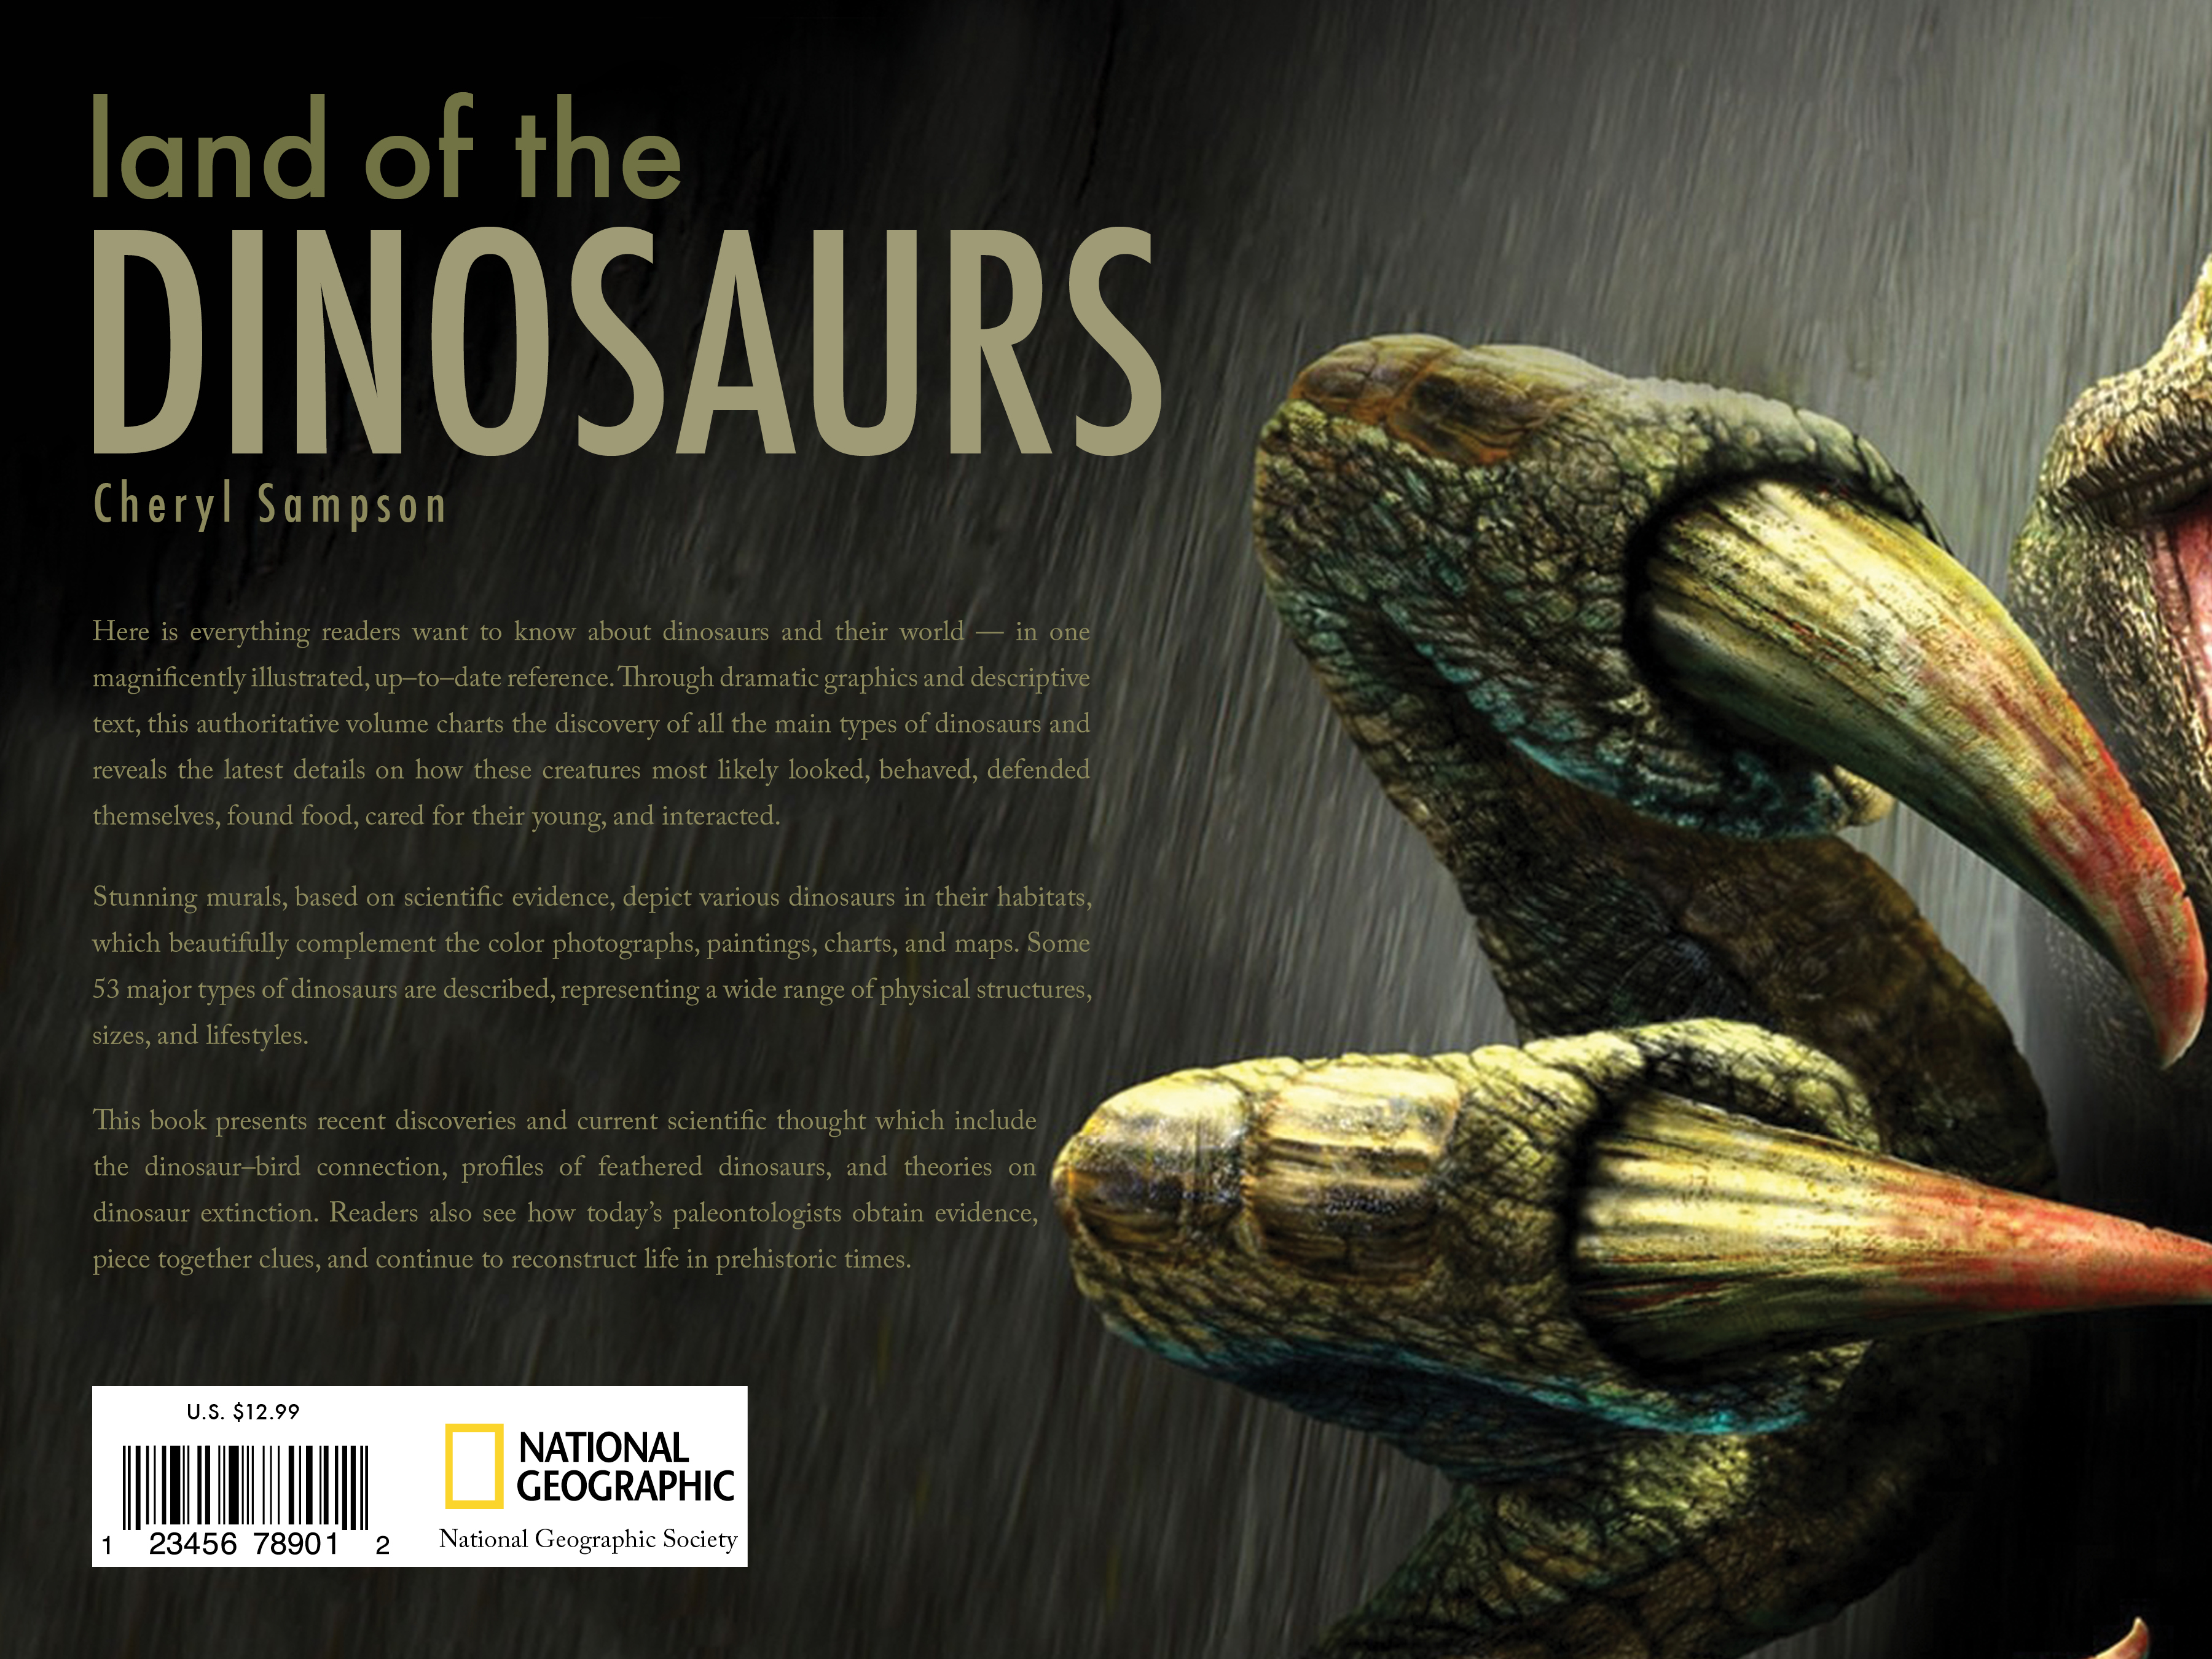 land of the
DINOSAURS
Cheryl Sampson
Here is everything readers want to know about dinosaurs and their world — in one
magnificently illustrated, up–to–date reference. Through dramatic graphics and descriptive
text, this authoritative volume charts the discovery of all the main types of dinosaurs and
reveals the latest details on how these creatures most likely looked, behaved, defended
themselves, found food, cared for their young, and interacted.
Stunning murals, based on scientific evidence, depict various dinosaurs in their habitats,
which beautifully complement the color photographs, paintings, charts, and maps. Some
53 major types of dinosaurs are described, representing a wide range of physical structures,
sizes, and lifestyles.
This book presents recent discoveries and current scientific thought which include
the dinosaur–bird connection, profiles of feathered dinosaurs, and theories on
dinosaur extinction. Readers also see how today’s paleontologists obtain evidence,
piece together clues, and continue to reconstruct life in prehistoric times.
U.S. $12.99
1 23456 78901 2
NATIONAL
GEOGRAPHIC
National Geographic Society